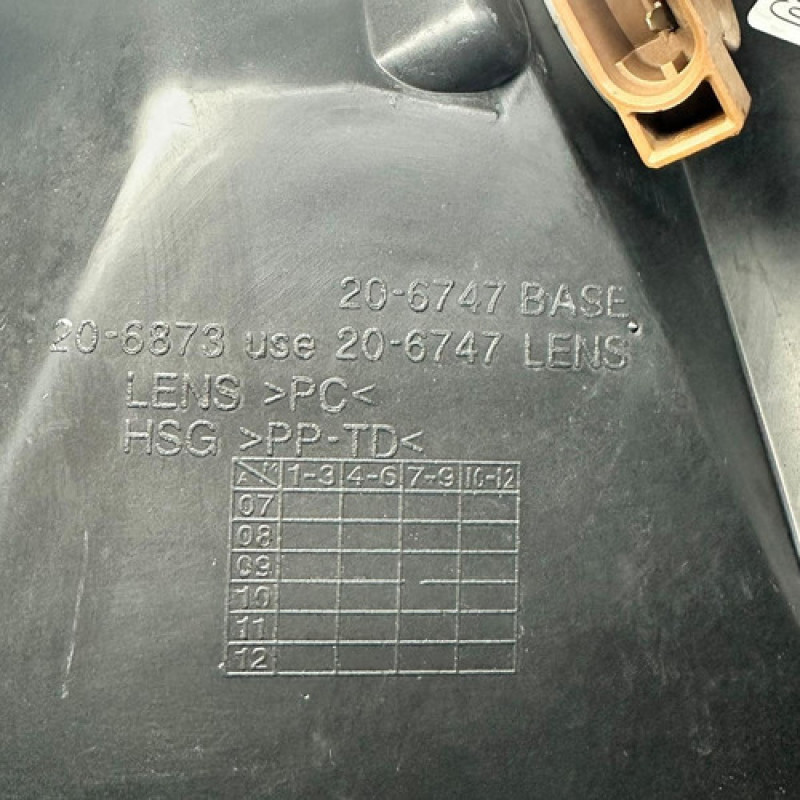 20-6747 BASE
20-6873 use 20-6747 LENS
LENS >PC<
HSG >PP-TD<
A M 1-3 4-6 7-9 10-12
07
08
09
10
11
12